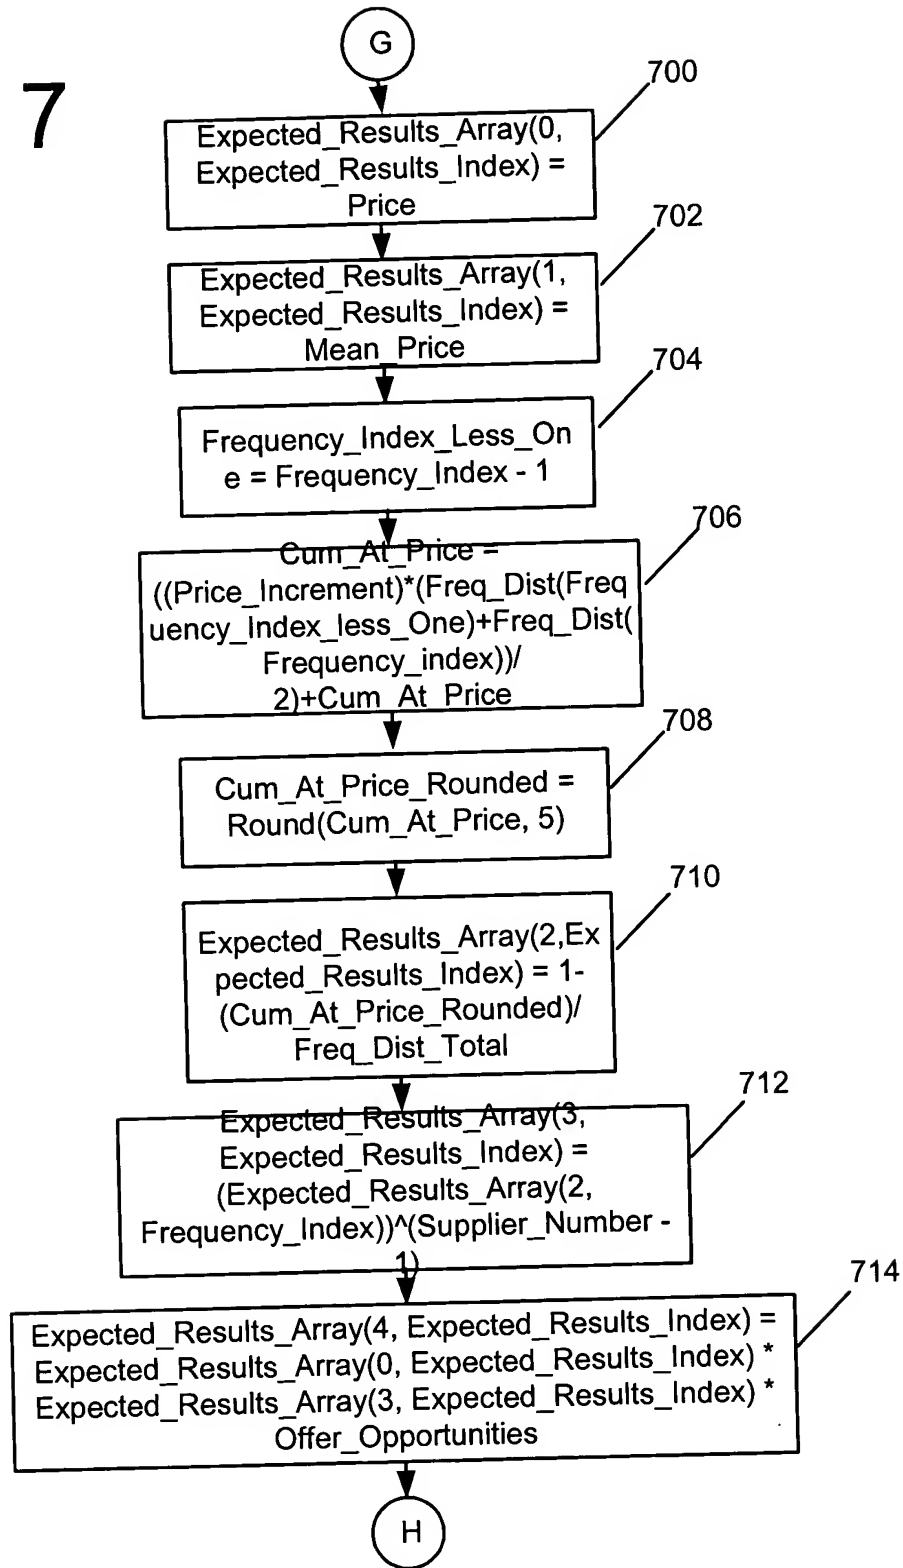 G
7
700
Expected_Results_Array(0,
Expected_Results_Index) =
Price
702
Expected_Results_Array(1,
Expected_Results_Index) =
Mean_Price
704
Frequency_Index_Less_On
e = Frequency_Index - 1
706
Cum_At_Price =
((Price_Increment)*(Freq_Dist(Freq
uency_Index_less_One)+Freq_Dist(
Frequency_index))/
2)+Cum_At_Price
708
Cum_At_Price_Rounded =
Round(Cum_At_Price, 5)
710
Expected_Results_Array(2,Ex
pected_Results_Index) = 1-
(Cum_At_Price_Rounded)/
Freq_Dist_Total
712
Expected_Results_Array(3,
Expected_Results_Index) =
(Expected_Results_Array(2,
Frequency_Index))^(Supplier_Number -
1)
714
Expected_Results_Array(4, Expected_Results_Index) =
Expected_Results_Array(0, Expected_Results_Index) *
Expected_Results_Array(3, Expected_Results_Index) *
Offer_Opportunities
H